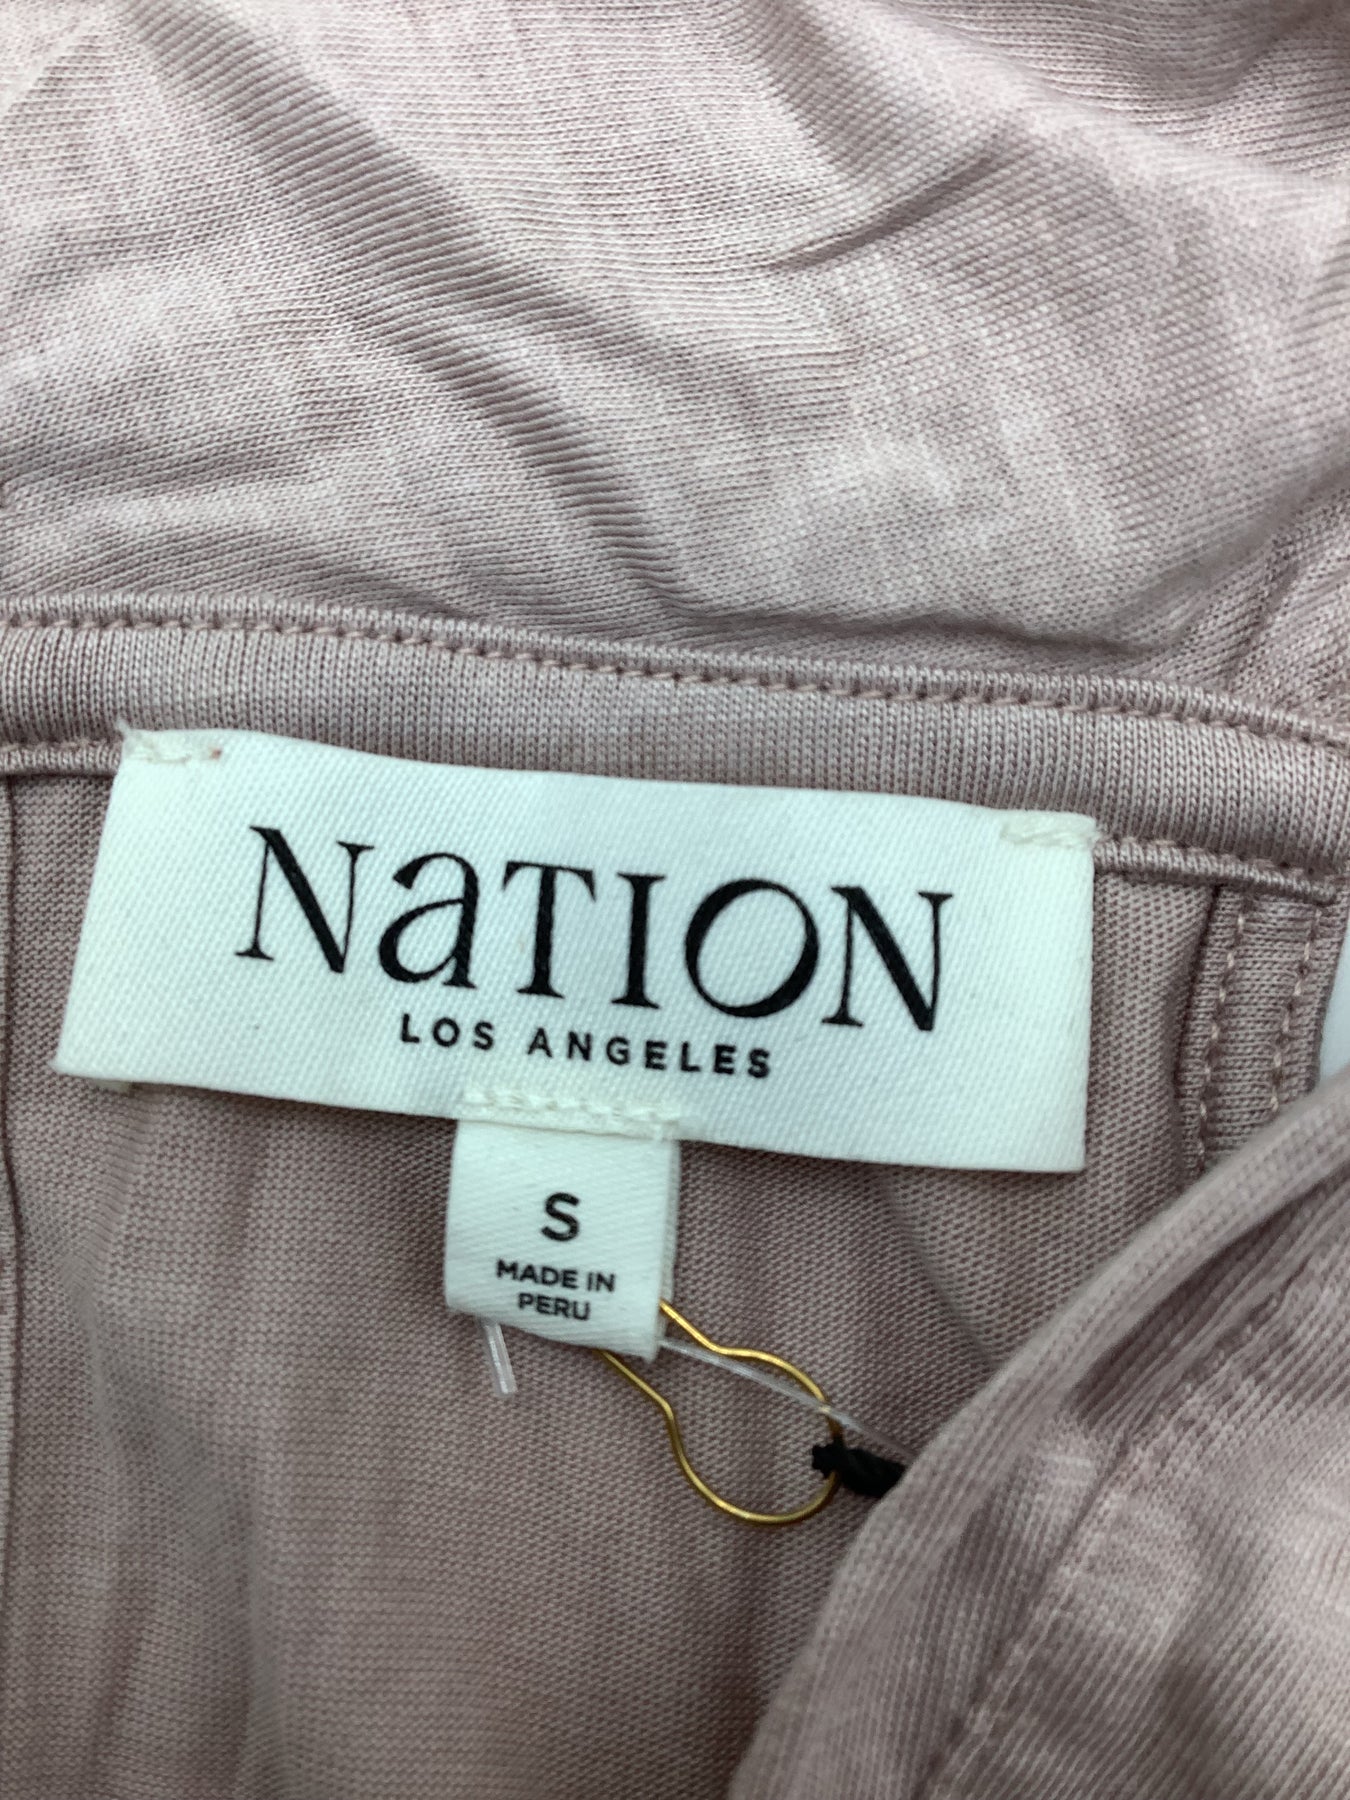 NaTION
LOS ANGELES
S
MADE IN
PERU